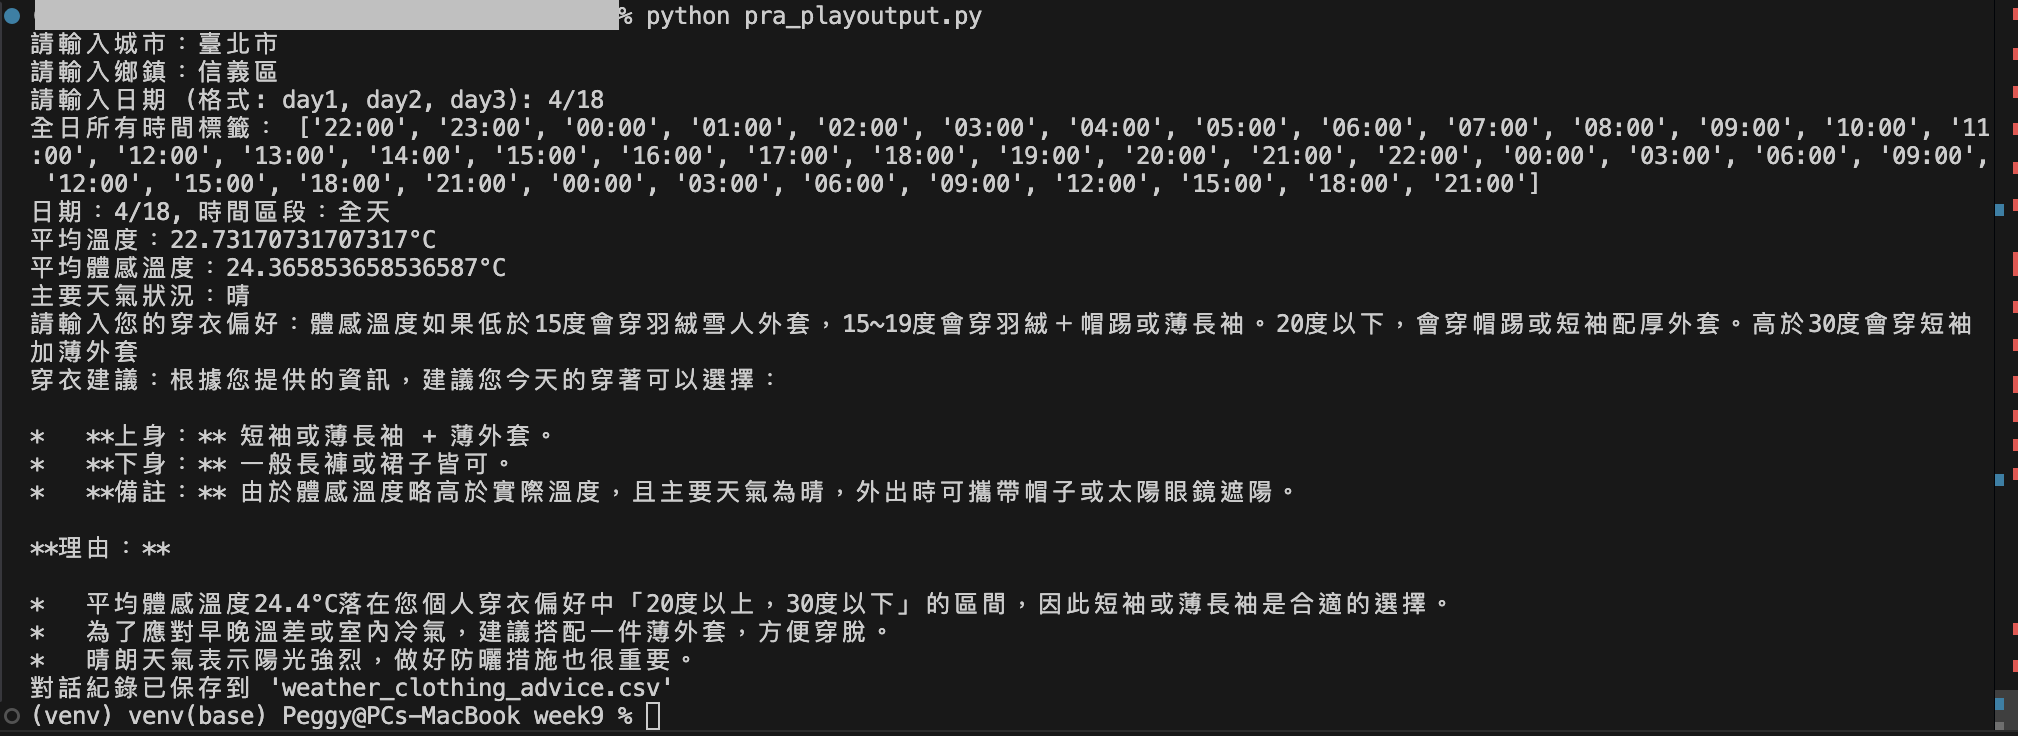 % python pra_playoutput.py
請輸入城市：臺北市
請輸入鄉鎮：信義區
請輸入日期 (格式: day1, day2, day3): 4/18
全日所有時間標籤： ['22:00', '23:00', '00:00', '01:00', '02:00', '03:00', '04:00', '05:00', '06:00', '07:00', '08:00', '09:00', '10:00', '11
:00', '12:00', '13:00', '14:00', '15:00', '16:00', '17:00', '18:00', '19:00', '20:00', '21:00', '22:00', '00:00', '03:00', '06:00', '09:00',
'12:00', '15:00', '18:00', '21:00', '00:00', '03:00', '06:00', '09:00', '12:00', '15:00', '18:00', '21:00']
日期：4/18, 時間區段：全天
平均溫度：22.73170731707317°C
平均體感溫度：24.365853658536587°C
主要天氣狀況：晴
請輸入您的穿衣偏好：體感溫度如果低於15度會穿羽絨雪人外套，15~19度會穿羽絨＋帽踢或薄長袖。20度以下，會穿帽踢或短袖配厚外套。高於30度會穿短袖
加薄外套
穿衣建議：根據您提供的資訊，建議您今天的穿著可以選擇：
*   **上身：** 短袖或薄長袖 + 薄外套。
*   **下身：** 一般長褲或裙子皆可。
*   **備註：** 由於體感溫度略高於實際溫度，且主要天氣為晴，外出時可攜帶帽子或太陽眼鏡遮陽。
**理由：**
*   平均體感溫度24.4°C落在您個人穿衣偏好中「20度以上，30度以下」的區間，因此短袖或薄長袖是合適的選擇。
*   為了應對早晚溫差或室內冷氣，建議搭配一件薄外套，方便穿脫。
*   晴朗天氣表示陽光強烈，做好防曬措施也很重要。
對話紀錄已保存到 'weather_clothing_advice.csv'
(venv) venv(base) Peggy@PCs-MacBook week9 %